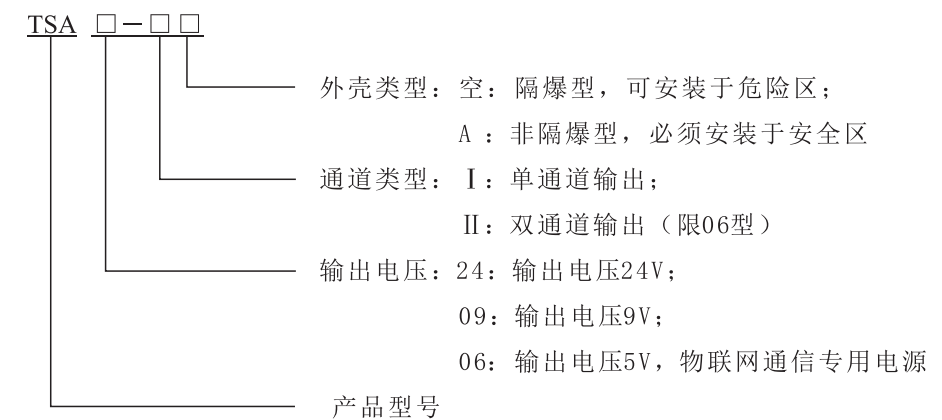 TSA □－□□
外壳类型：空：隔爆型，可安装于危险区；
A：非隔爆型，必须安装于安全区
通道类型：Ⅰ：单通道输出；
Ⅱ：双通道输出（限06型）
输出电压：24：输出电压24V；
09：输出电压9V；
06：输出电压5V，物联网通信专用电源
产品型号